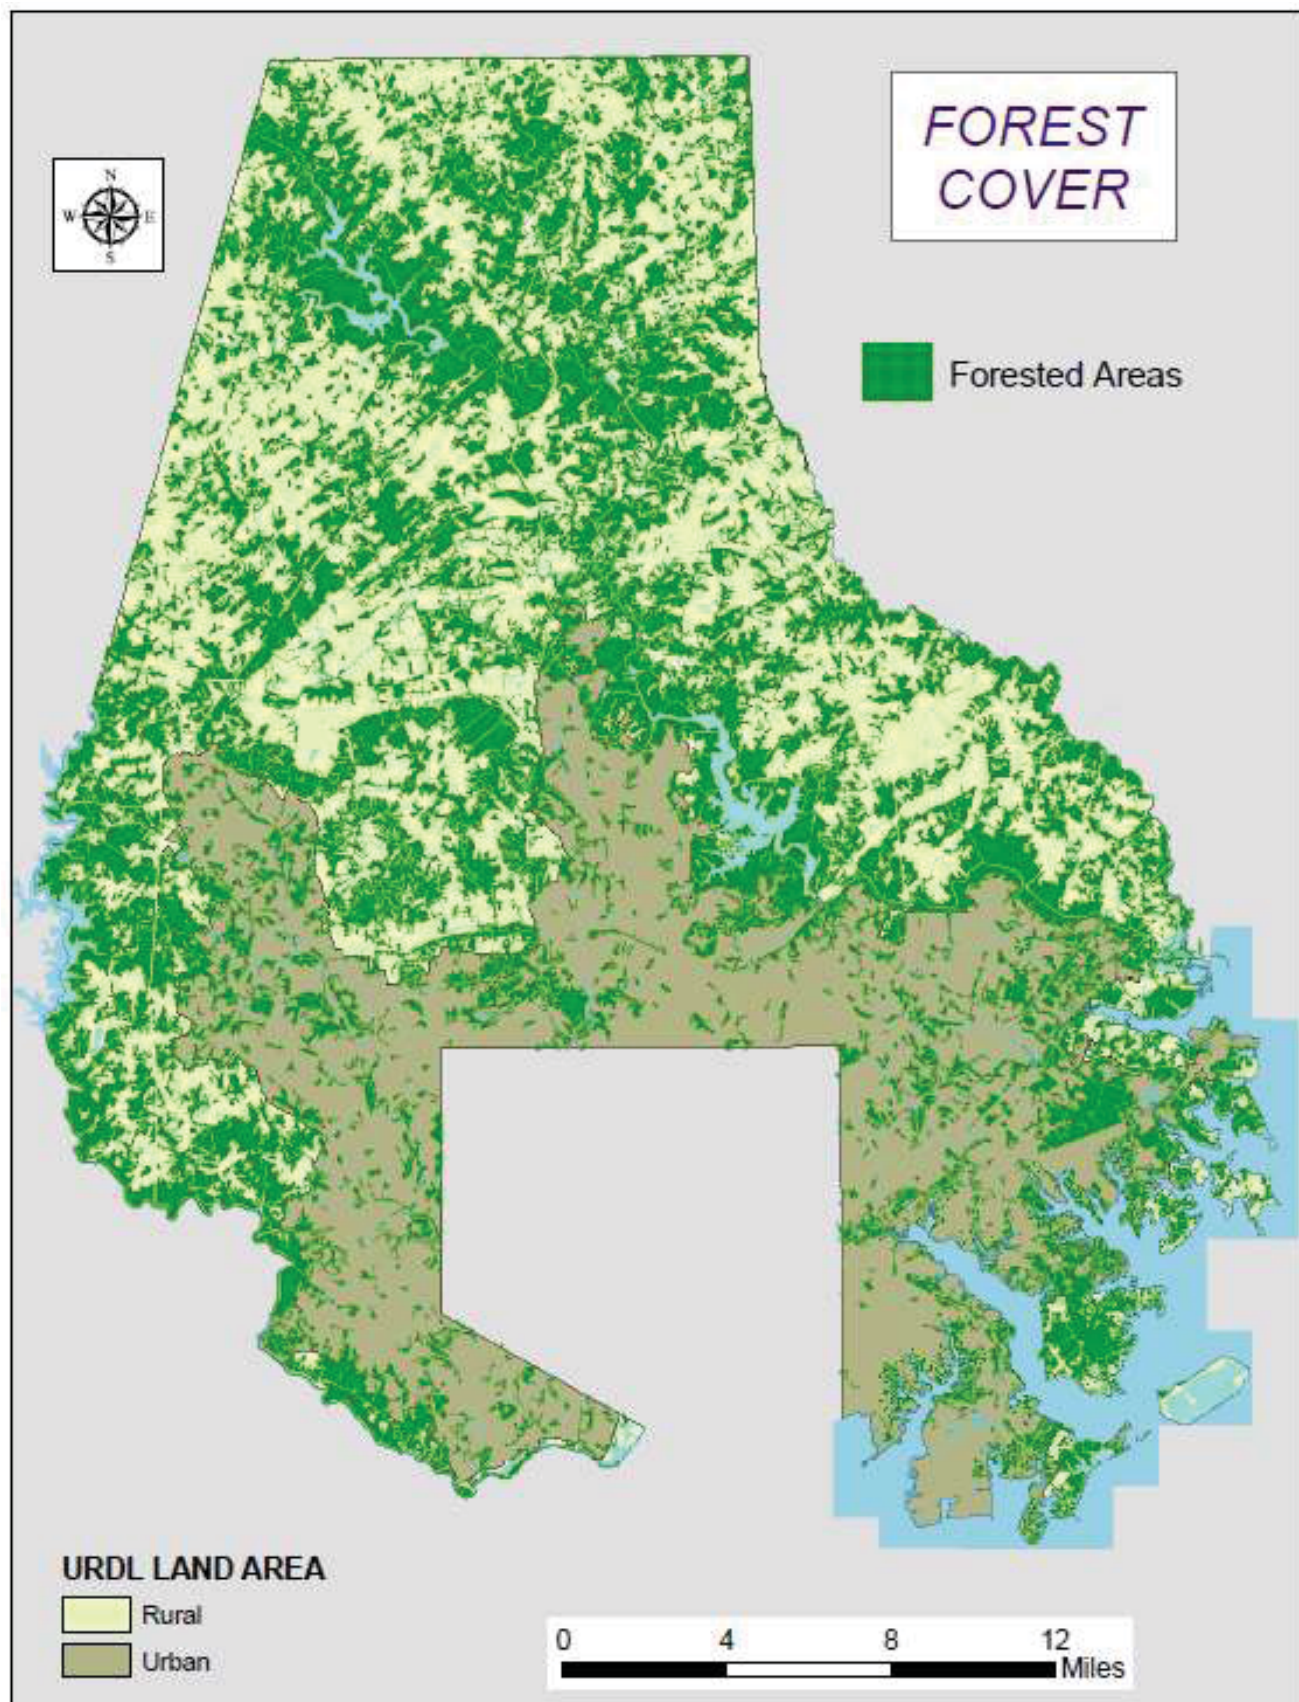 FOREST
COVER
N
W E
S
Forested Areas
URDL LAND AREA
Rural
Urban
0 4 8 12
Miles